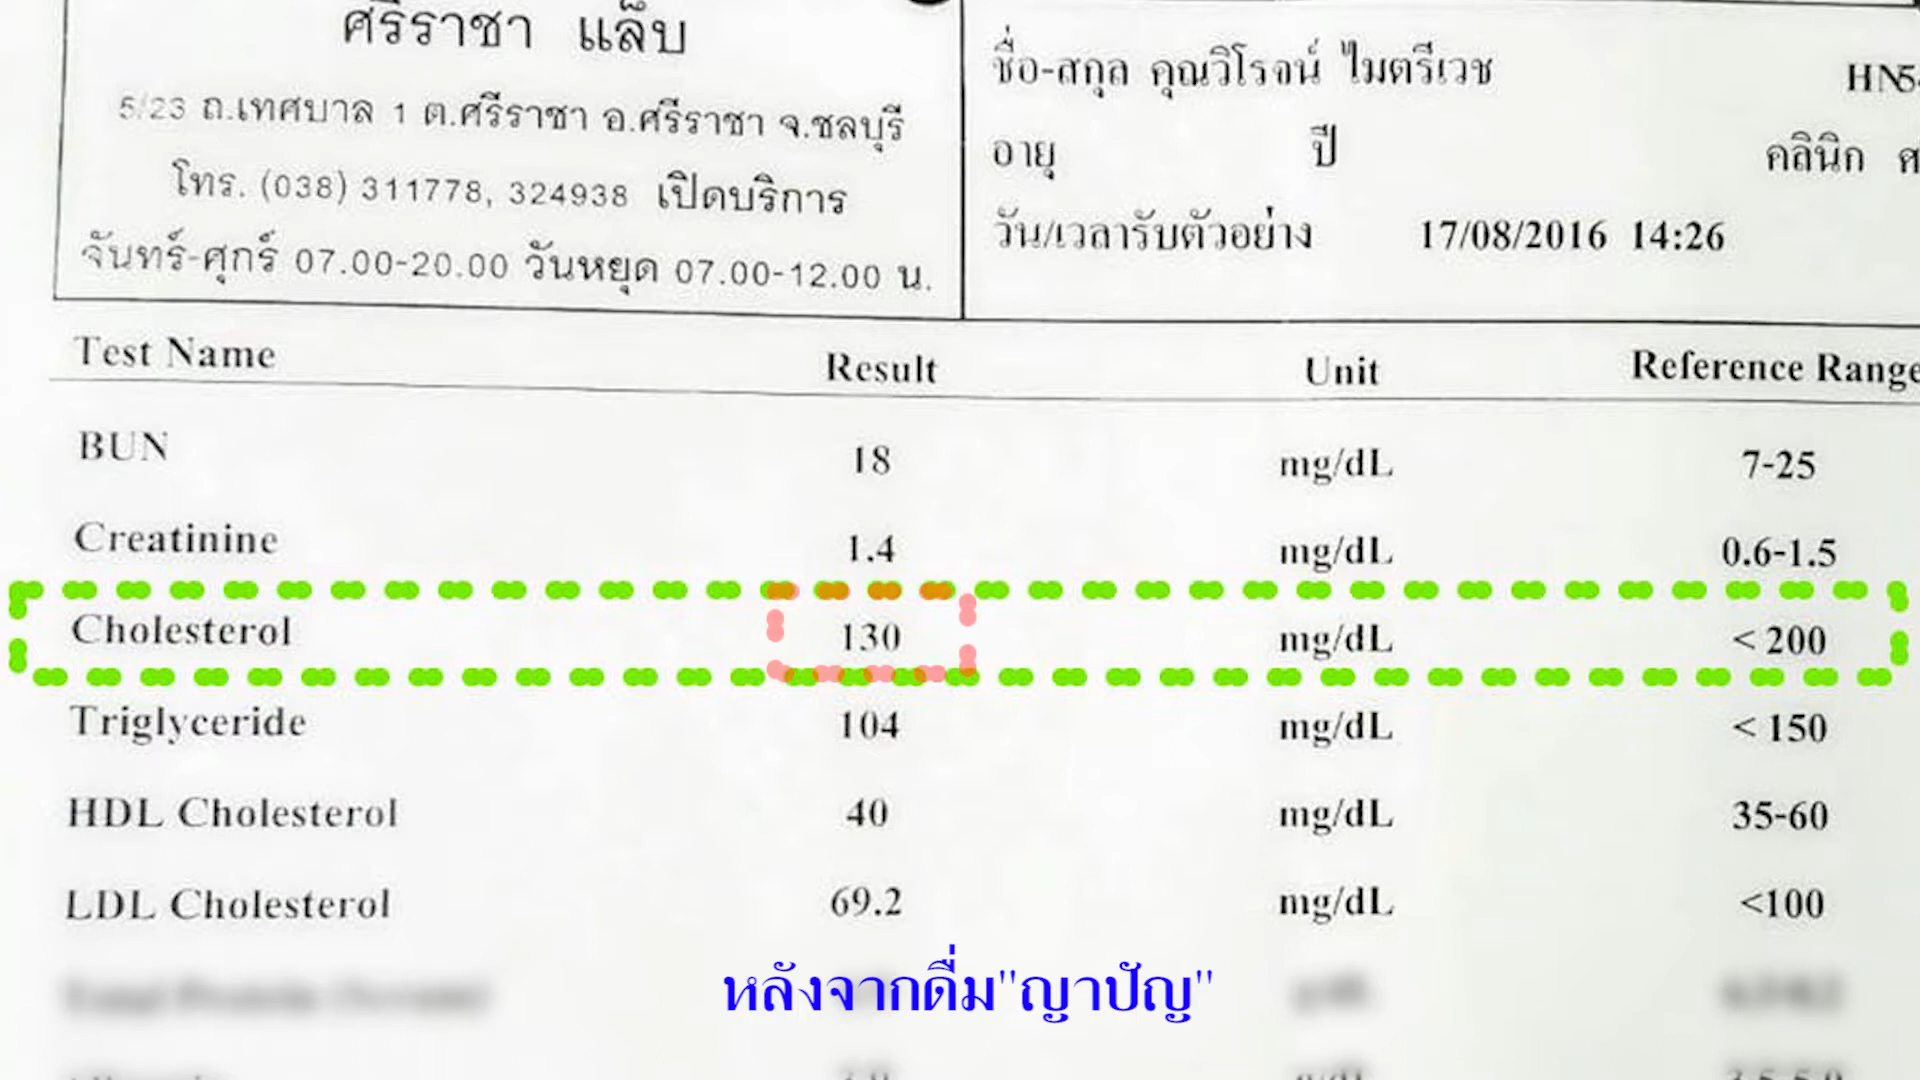 ศรีราชา แล็บ
5/23 ถ.เทศบาล 1 ต.ศรีราชา อ.ศรีราชา จ.ชลบุรี
โทร. (038) 311778, 324938 เปิดบริการ
จันทร์-ศุกร์ 07.00-20.00 วันหยุด 07.00-12.00 น.
ชื่อ-สกุล คุณวิโรจน์ ไมตรีเวช HN5
อายุ ปี คลินิก ศ
วัน/เวลารับตัวอย่าง 17/08/2016 14:26
Test Name Result Unit Reference Range
BUN 18 mg/dL 7-25
Creatinine 1.4 mg/dL 0.6-1.5
Cholesterol 130 mg/dL < 200
Triglyceride 104 mg/dL < 150
HDL Cholesterol 40 mg/dL 35-60
LDL Cholesterol 69.2 mg/dL <100
หลังจากดื่ม"ญาปัญ"